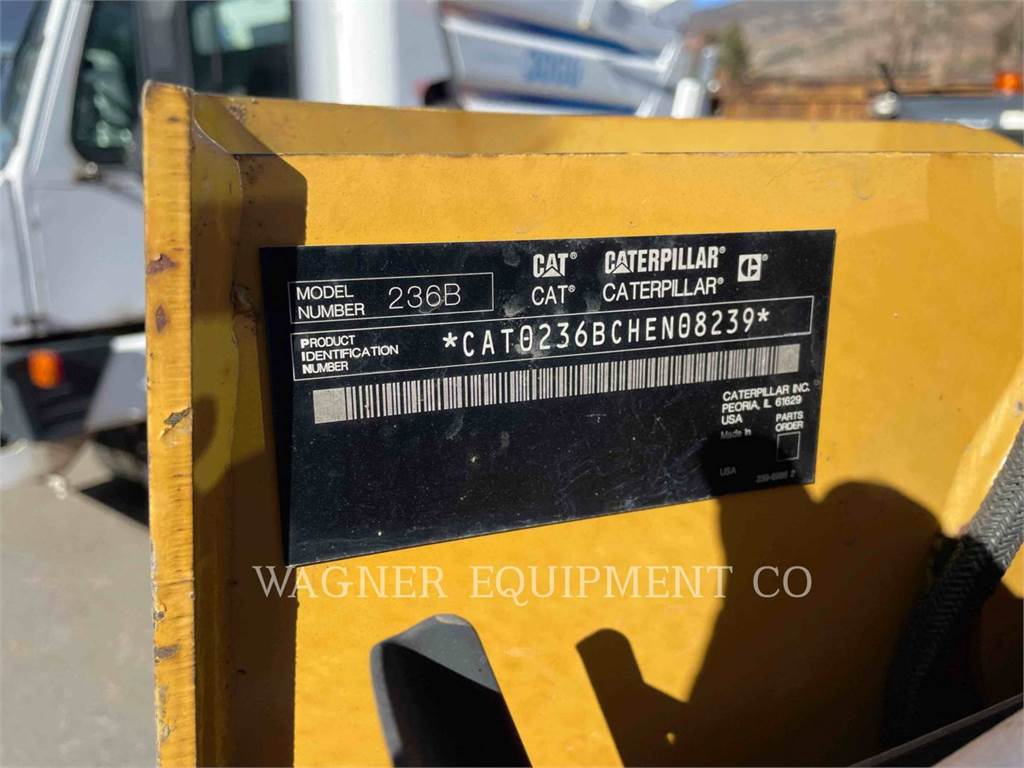 CAT® CATERPILLAR®
CAT® CATERPILLAR®
MODEL
NUMBER
236B
PRODUCT
IDENTIFICATION
NUMBER
*CAT0236BCHEN08239*
CATERPILLAR INC.
PEORIA, IL 61629
USA
PARTS
ORDER
Made in
USA
WAGNER EQUIPMENT CO